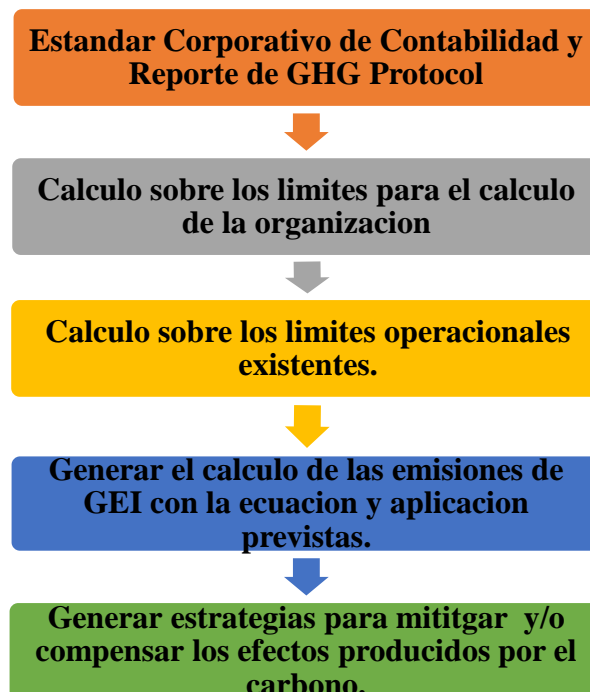 Estandar Corporativo de Contabilidad y
Reporte de GHG Protocol
Calculo sobre los limites para el calculo
de la organizacion
Calculo sobre los limites operacionales
existentes.
Generar el calculo de las emisiones de
GEI con la ecuacion y aplicacion
previstas.
Generar estrategias para mititgar y/o
compensar los efectos producidos por el
carbono.